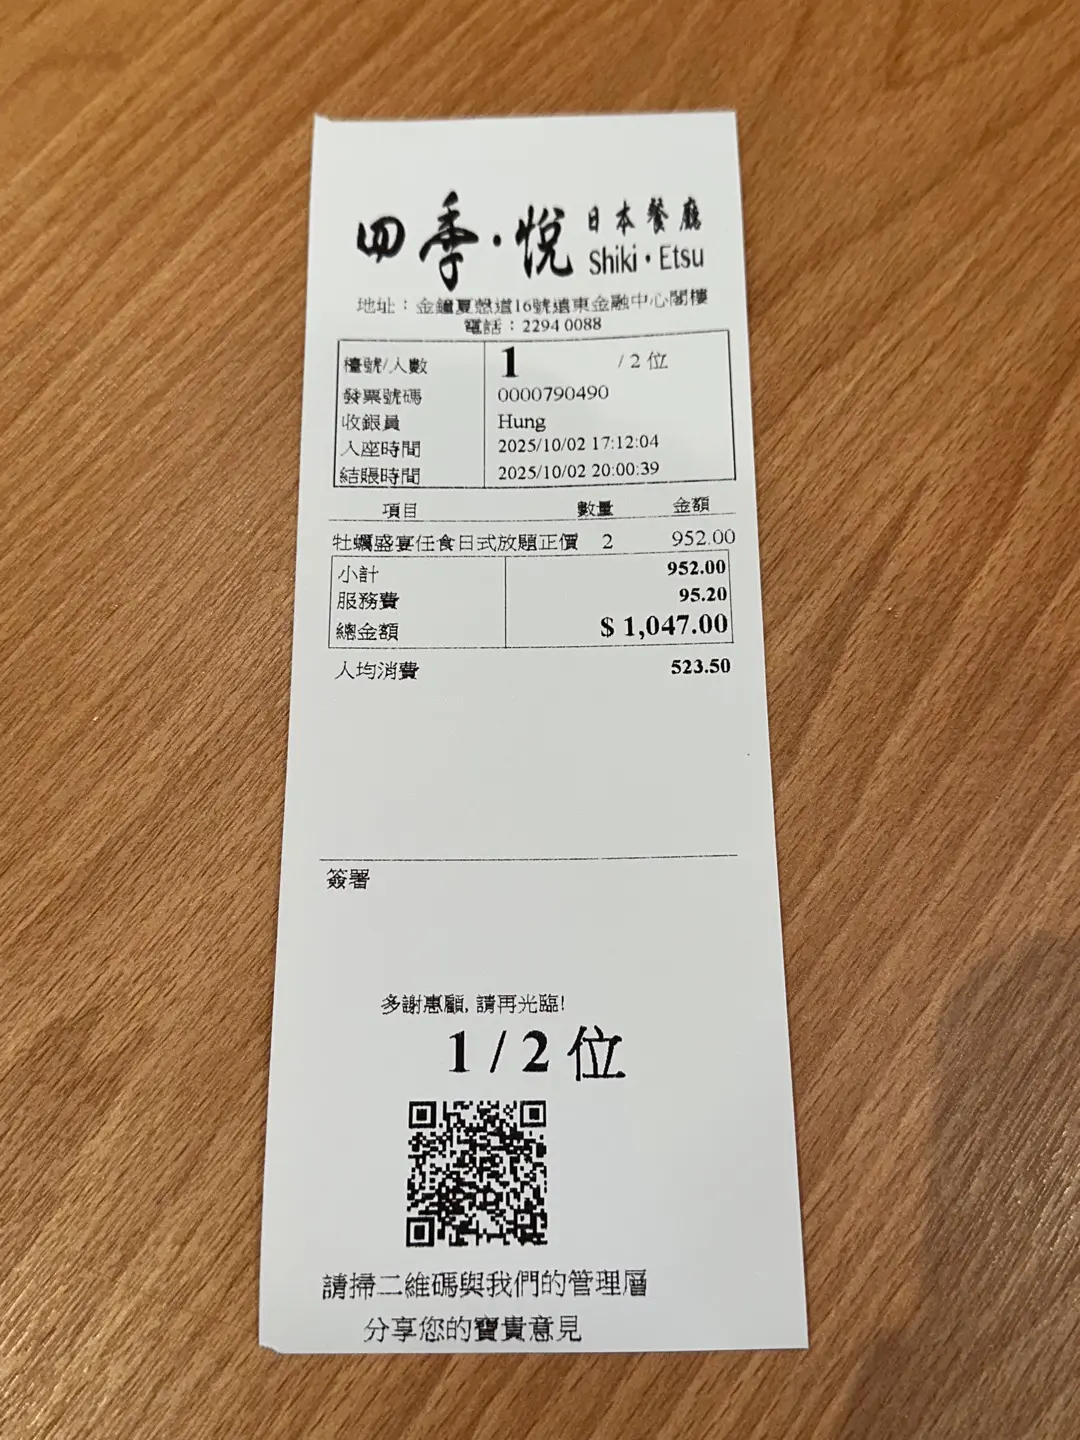 四季·悅 日本餐廳
Shiki·Etsu
地址：金鐘夏慤道16號遠東金融中心閣樓
電話：2294 0088
檯號/人數 1 / 2 位
發票號碼 0000790490
收銀員 Hung
入座時間 2025/10/02 17:12:04
結賬時間 2025/10/02 20:00:39
項目 數量 金額
牡蠣盛宴任食日式放題正價 2 952.00
小計 952.00
服務費 95.20
總金額 $ 1,047.00
人均消費 523.50
簽署
多謝惠顧, 請再光臨!
1 / 2 位
請掃二維碼與我們的管理層
分享您的寶貴意見